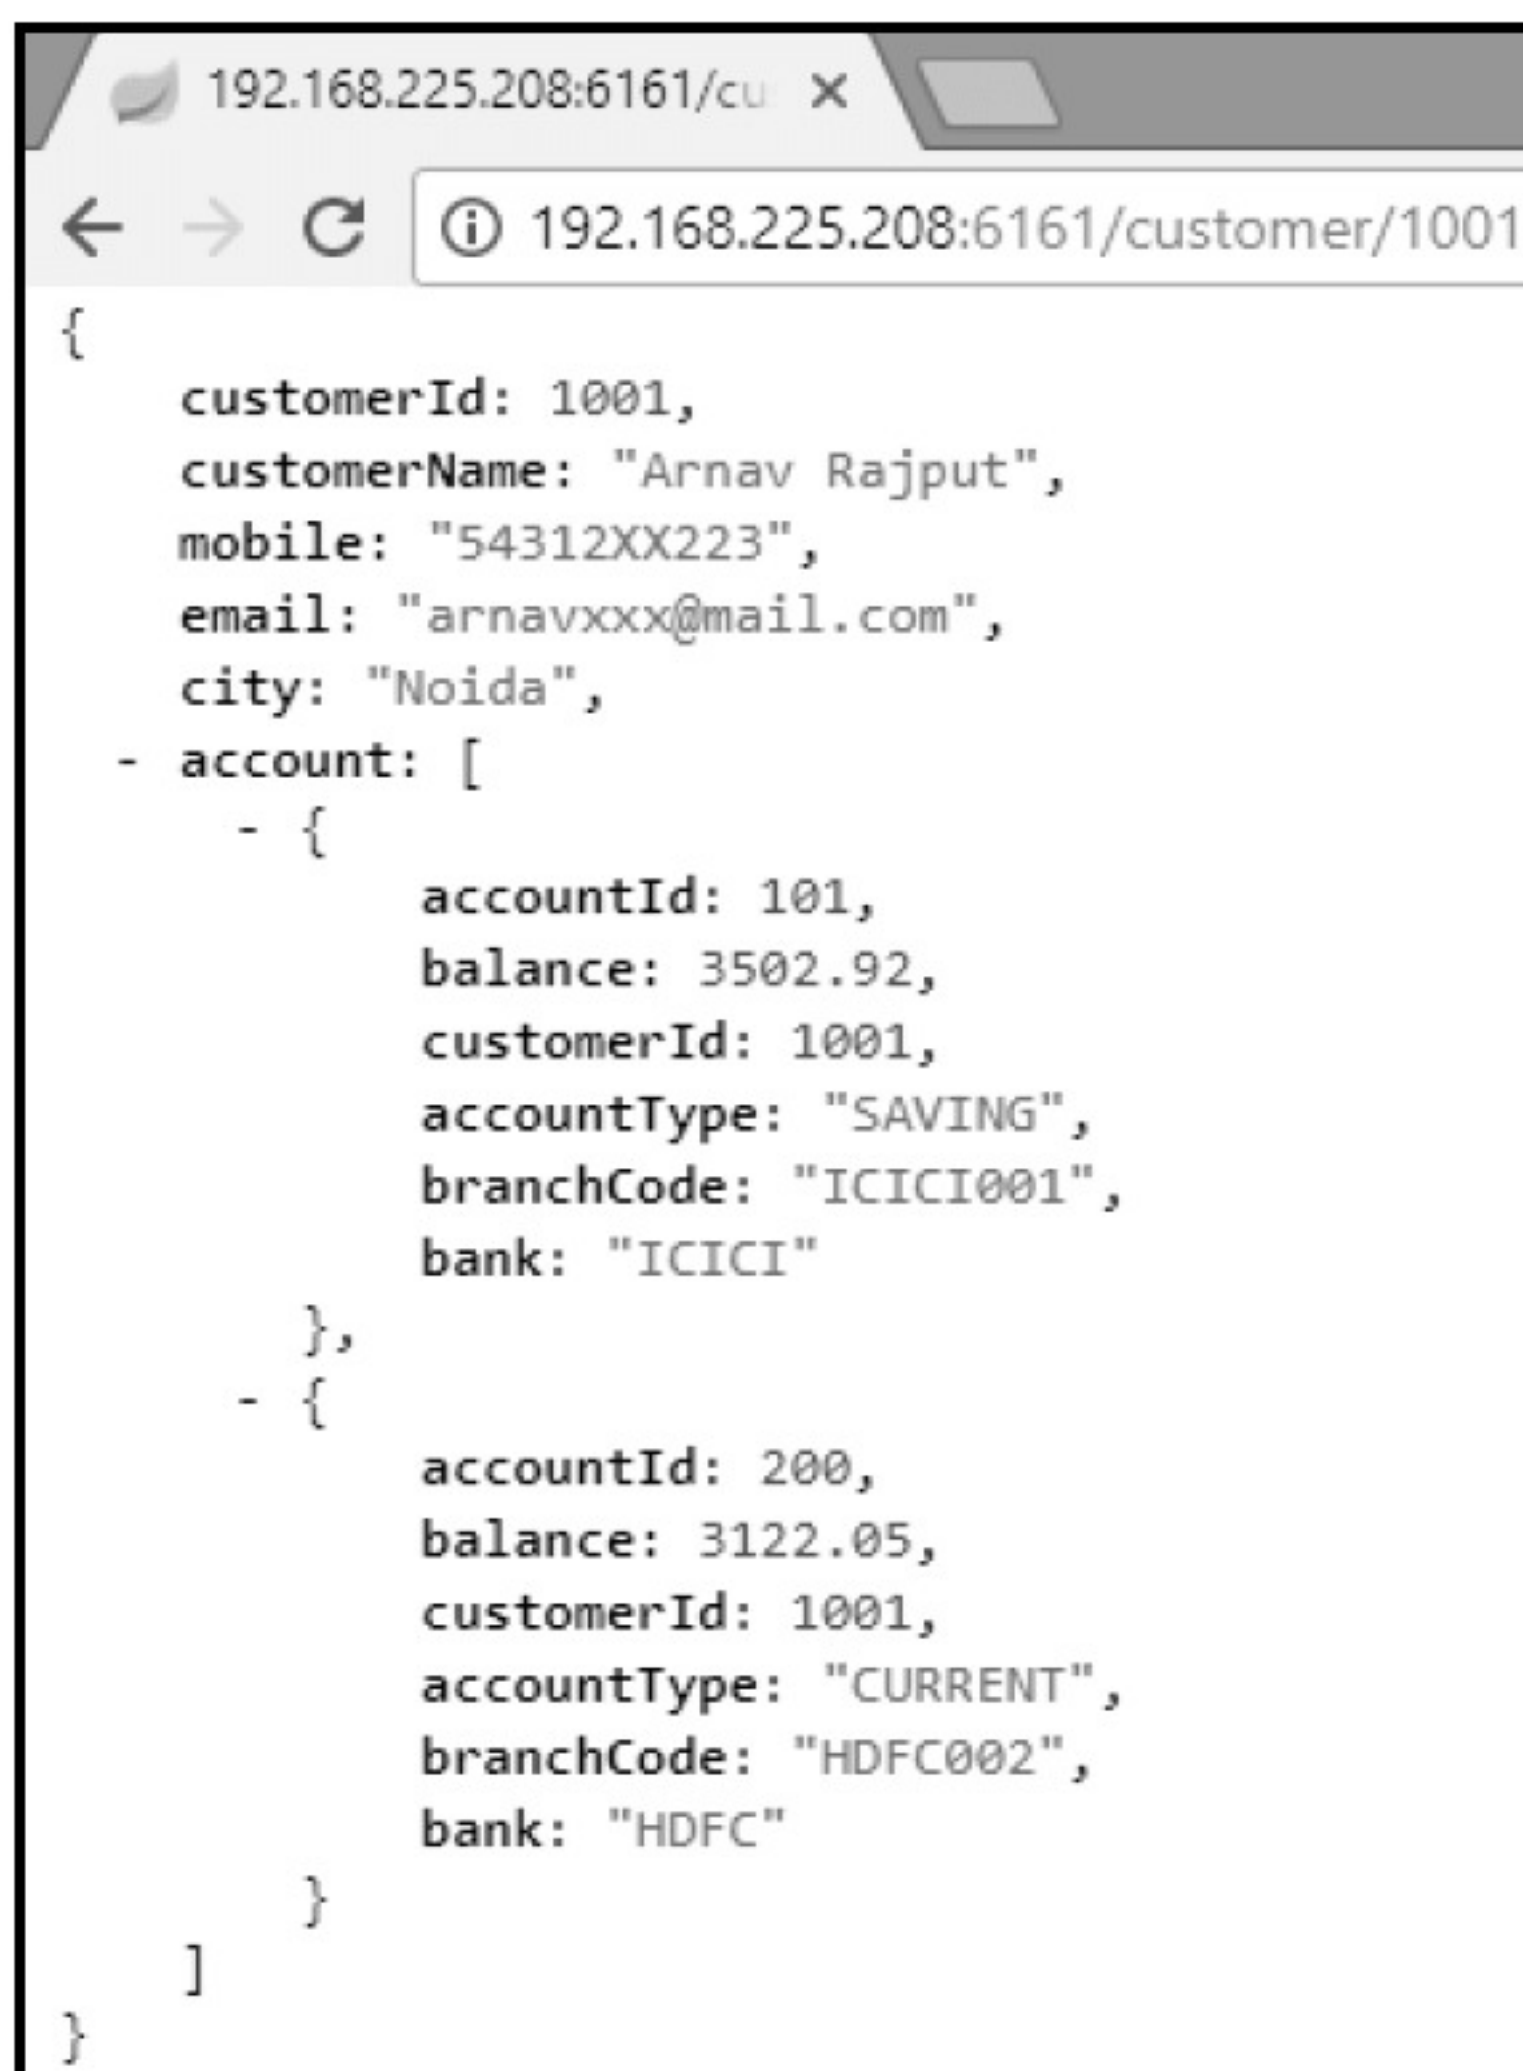 192.168.225.208:6161/cu
192.168.225.208:6161/customer/1001
{
customerId: 1001,
customerName: "Arnav Rajput",
mobile: "54312XX223",
email: "arnavxxx@mail.com",
city: "Noida",
- account: [
- {
accountId: 101,
balance: 3502.92,
customerId: 1001,
accountType: "SAVING",
branchCode: "ICICI001",
bank: "ICICI"
},
- {
accountId: 200,
balance: 3122.05,
customerId: 1001,
accountType: "CURRENT",
branchCode: "HDFC002",
bank: "HDFC"
}
]
}